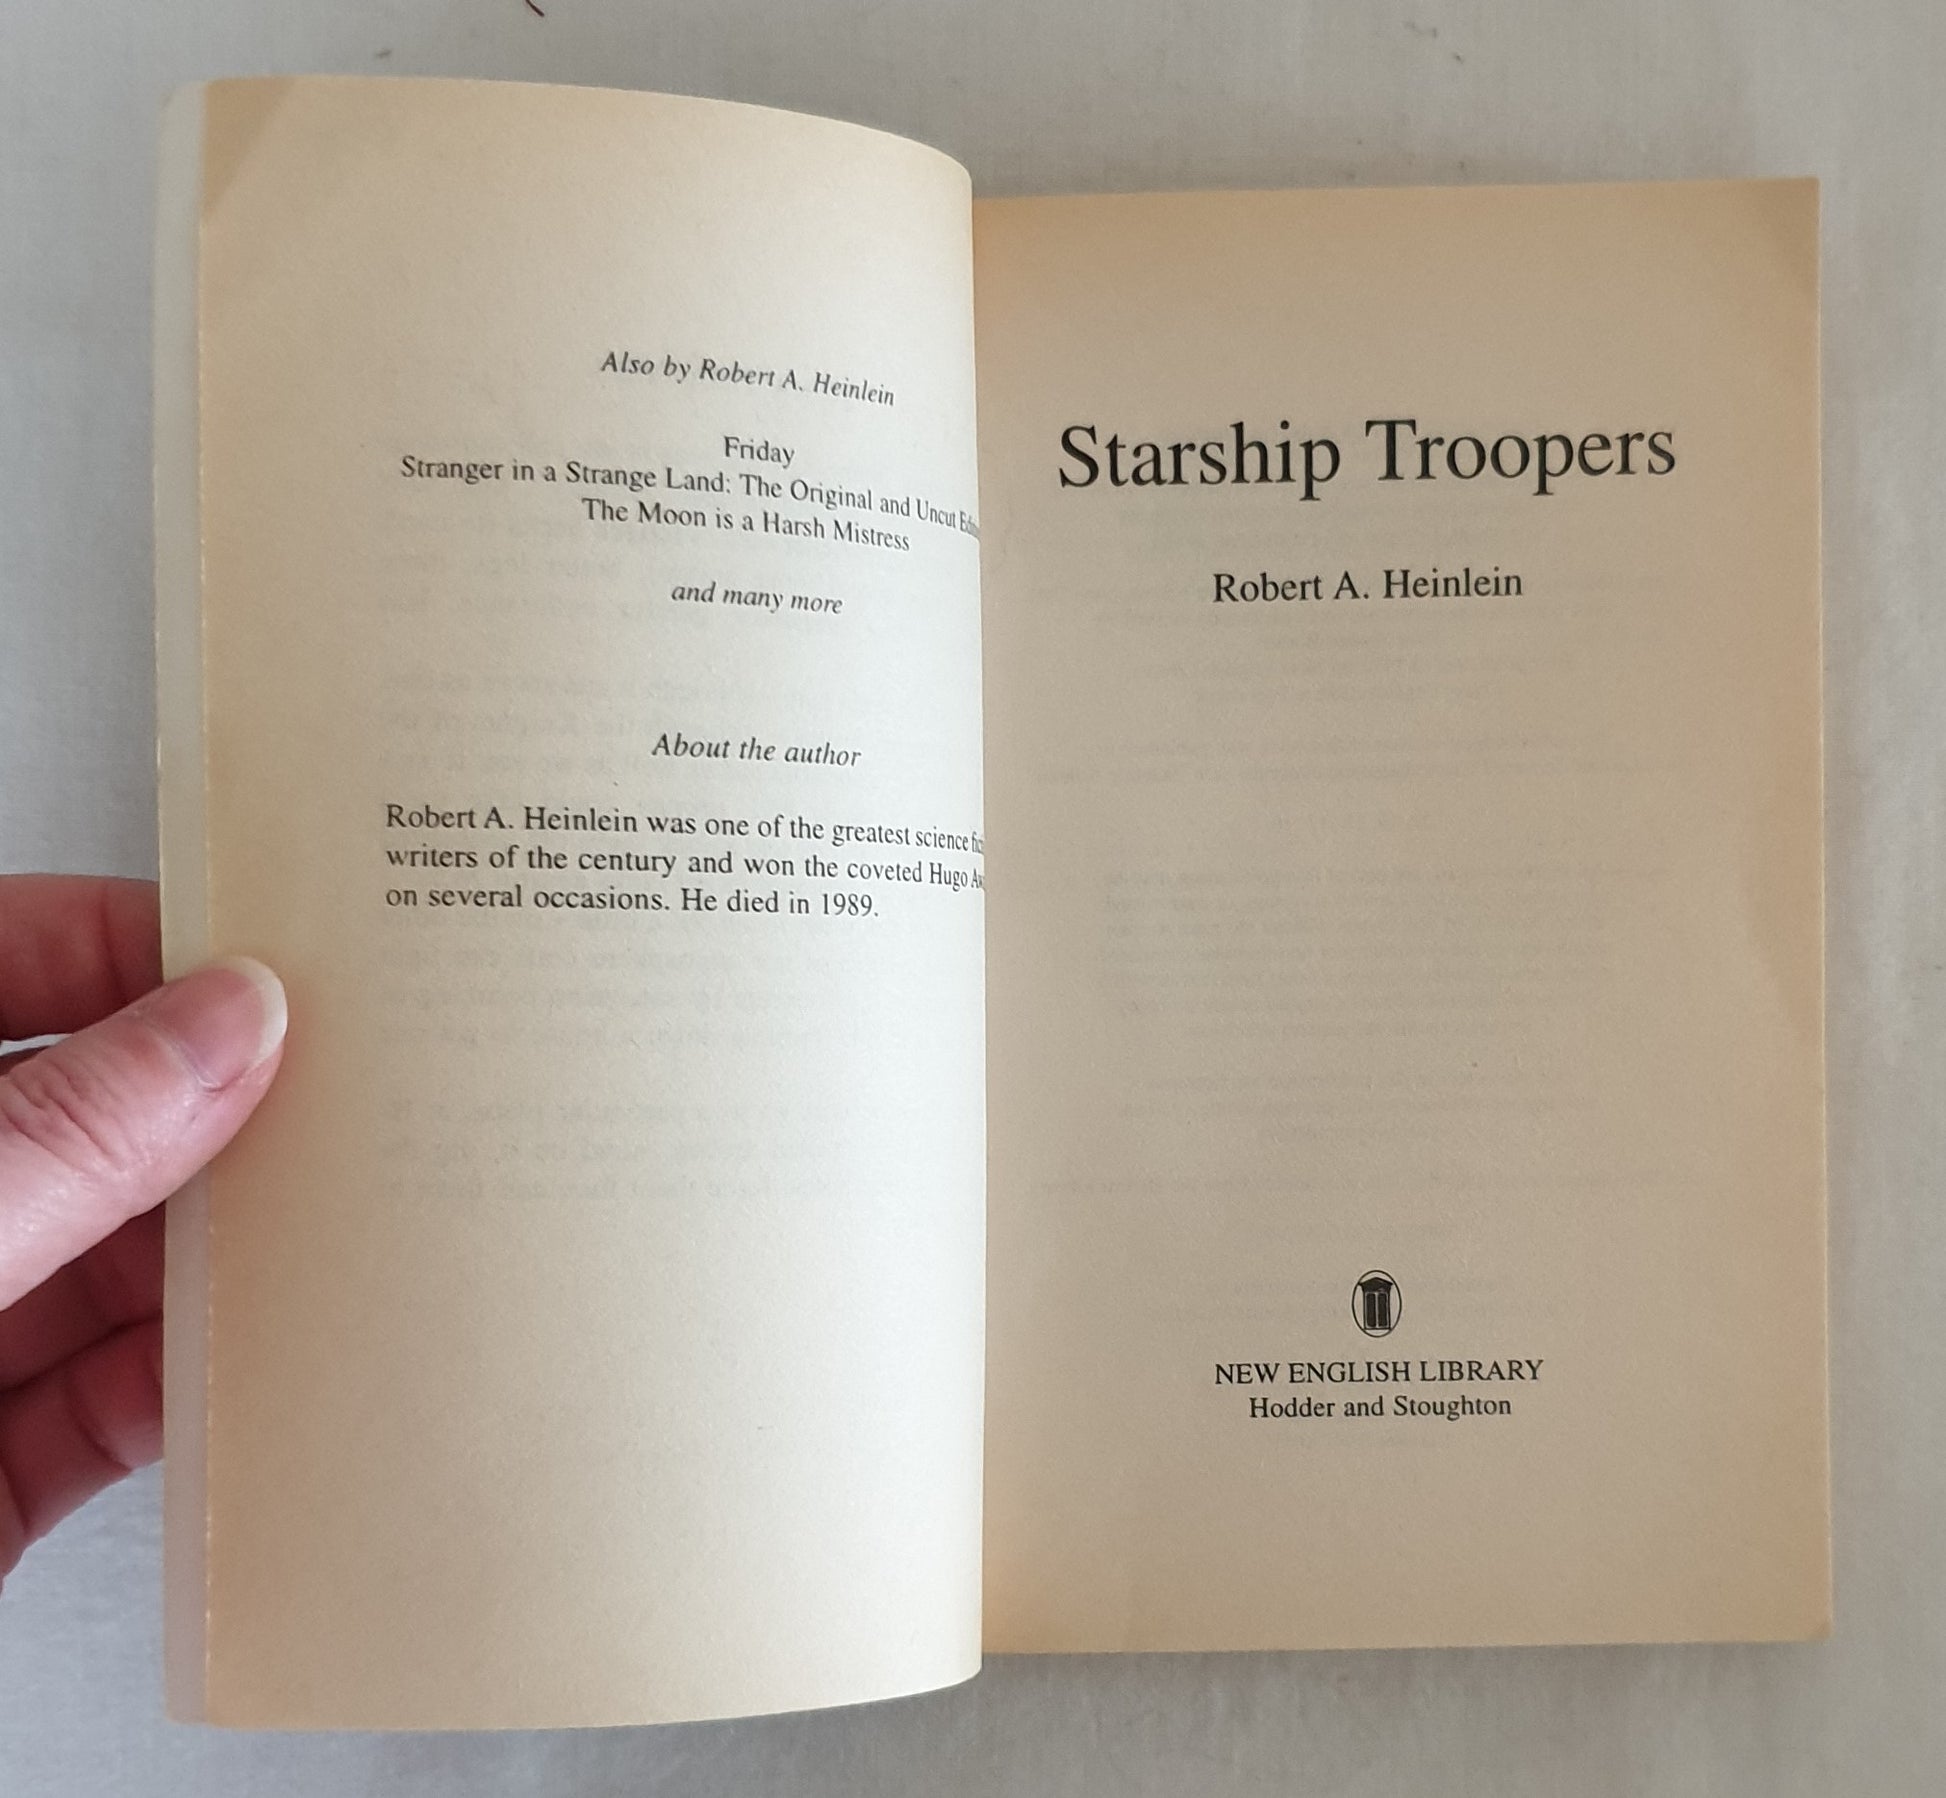 Also by Robert A. Heinlein
Friday
Stranger in a Strange Land: The Original and Uncut
The Moon is a Harsh Mistress
and many more
About the author
Robert A. Heinlein was one of the greatest science
writers of the century and won the coveted Hugo
on several occasions. He died in 1989.
Starship Troopers
Robert A. Heinlein
NEW ENGLISH LIBRARY
Hodder and Stoughton